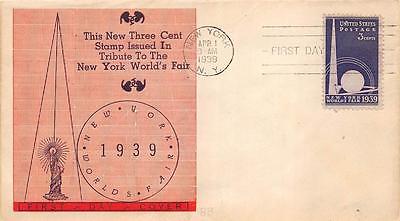 This New Three Cent
Stamp Issued In
Tribute To The
New York World's Fair
NEW YORK
1939
WORLDS FAIR
FIRST DAY COVER
NEW YORK
APR 1
AM
1939
N. Y.
FIRST DAY
UNITED STATES
POSTAGE
3 CENTS
NEW YORK
WORLD'S FAIR 1939